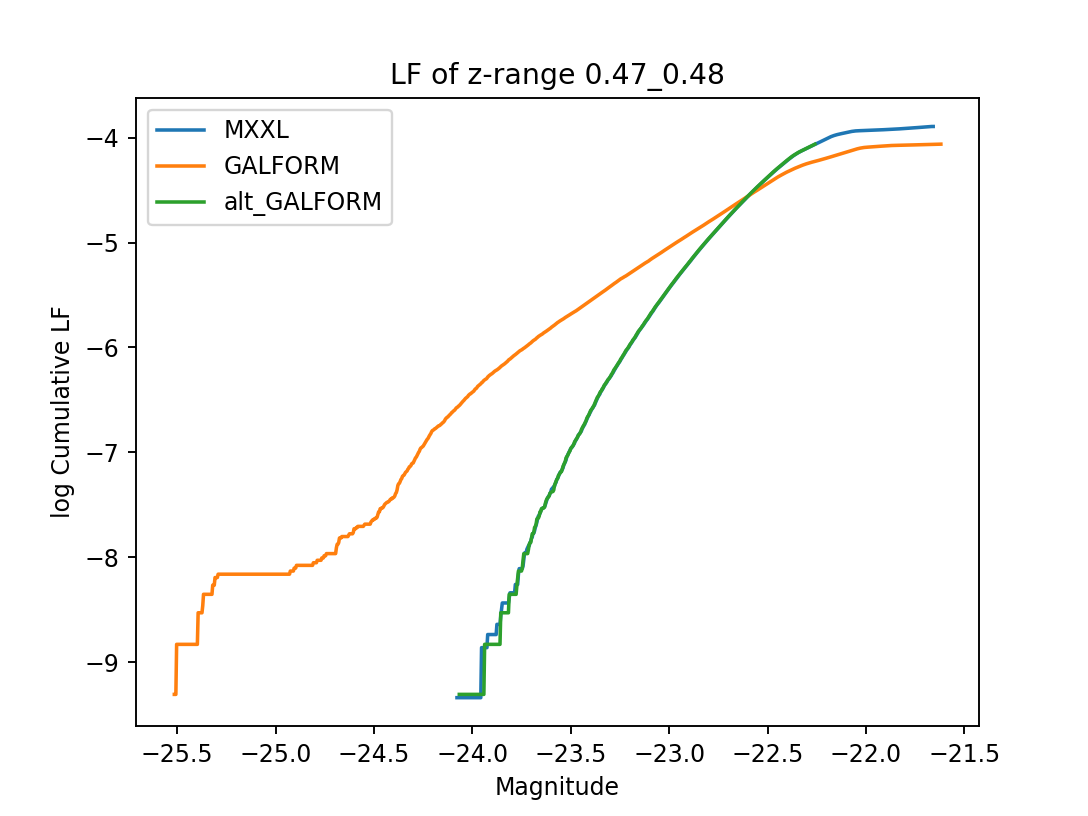 LF of z-range 0.47_0.48
MXXL
GALFORM
alt_GALFORM
log Cumulative LF
−4
−5
−6
−7
−8
−9
−25.5 −25.0 −24.5 −24.0 −23.5 −23.0 −22.5 −22.0 −21.5
Magnitude